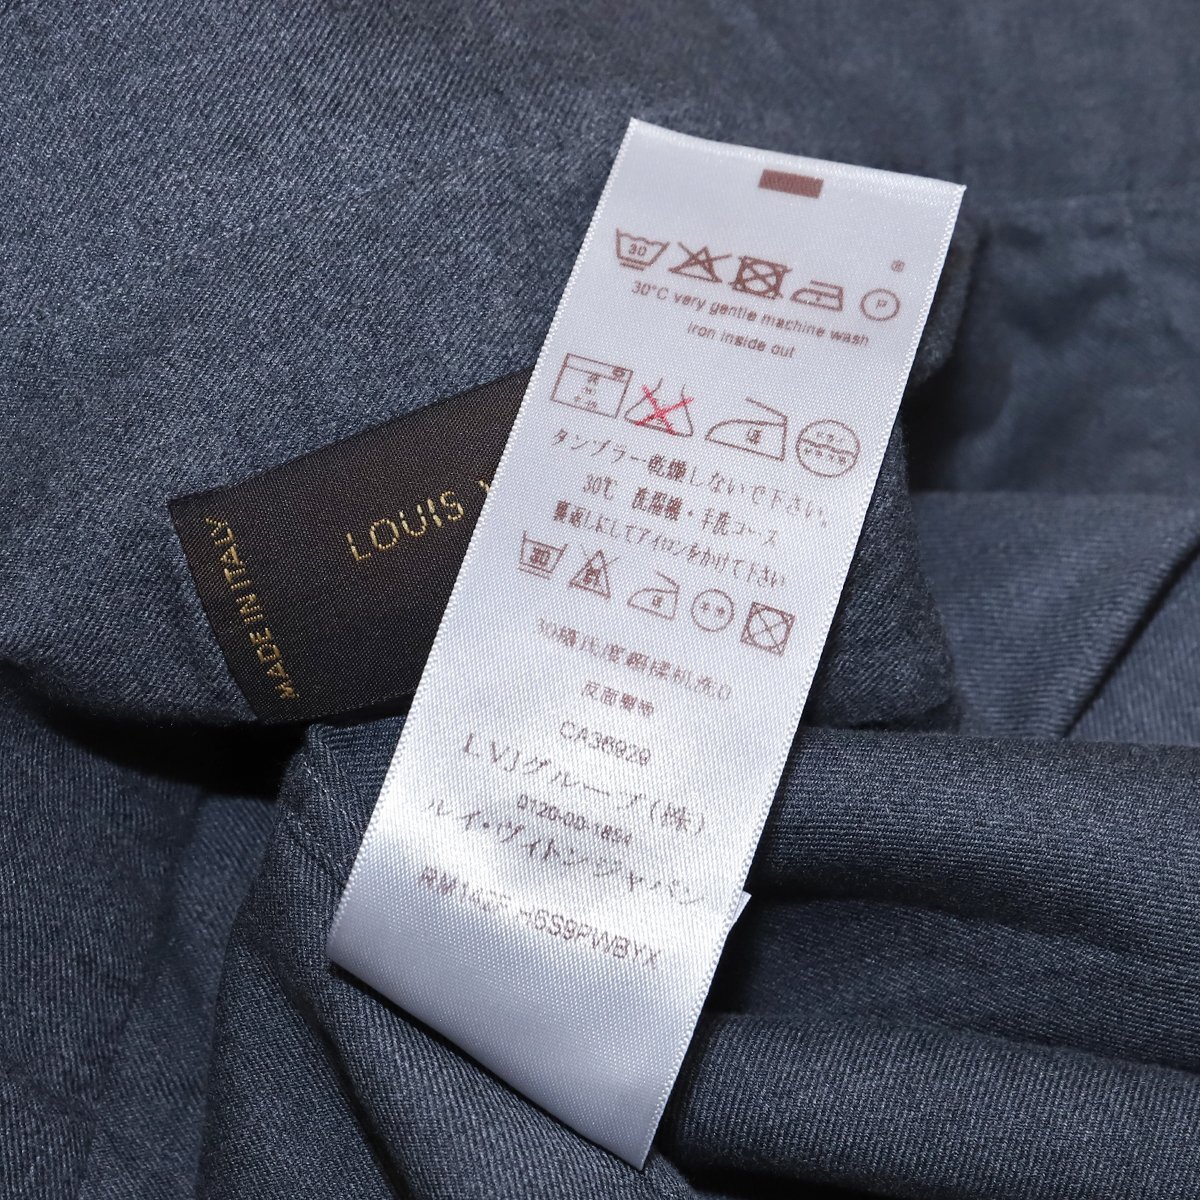 30
P
30°C very gentle machine wash
iron inside out
タンブラー乾燥しないで下さい。
30℃ 洗濯機・手洗コース
裏返しにしてアイロンをかけて下さい
30
CA36929
L.V.Jグループ(株)
0120-00-1854
ルイ・ヴィトンジャパン
LOUIS
MADE IN ITALY